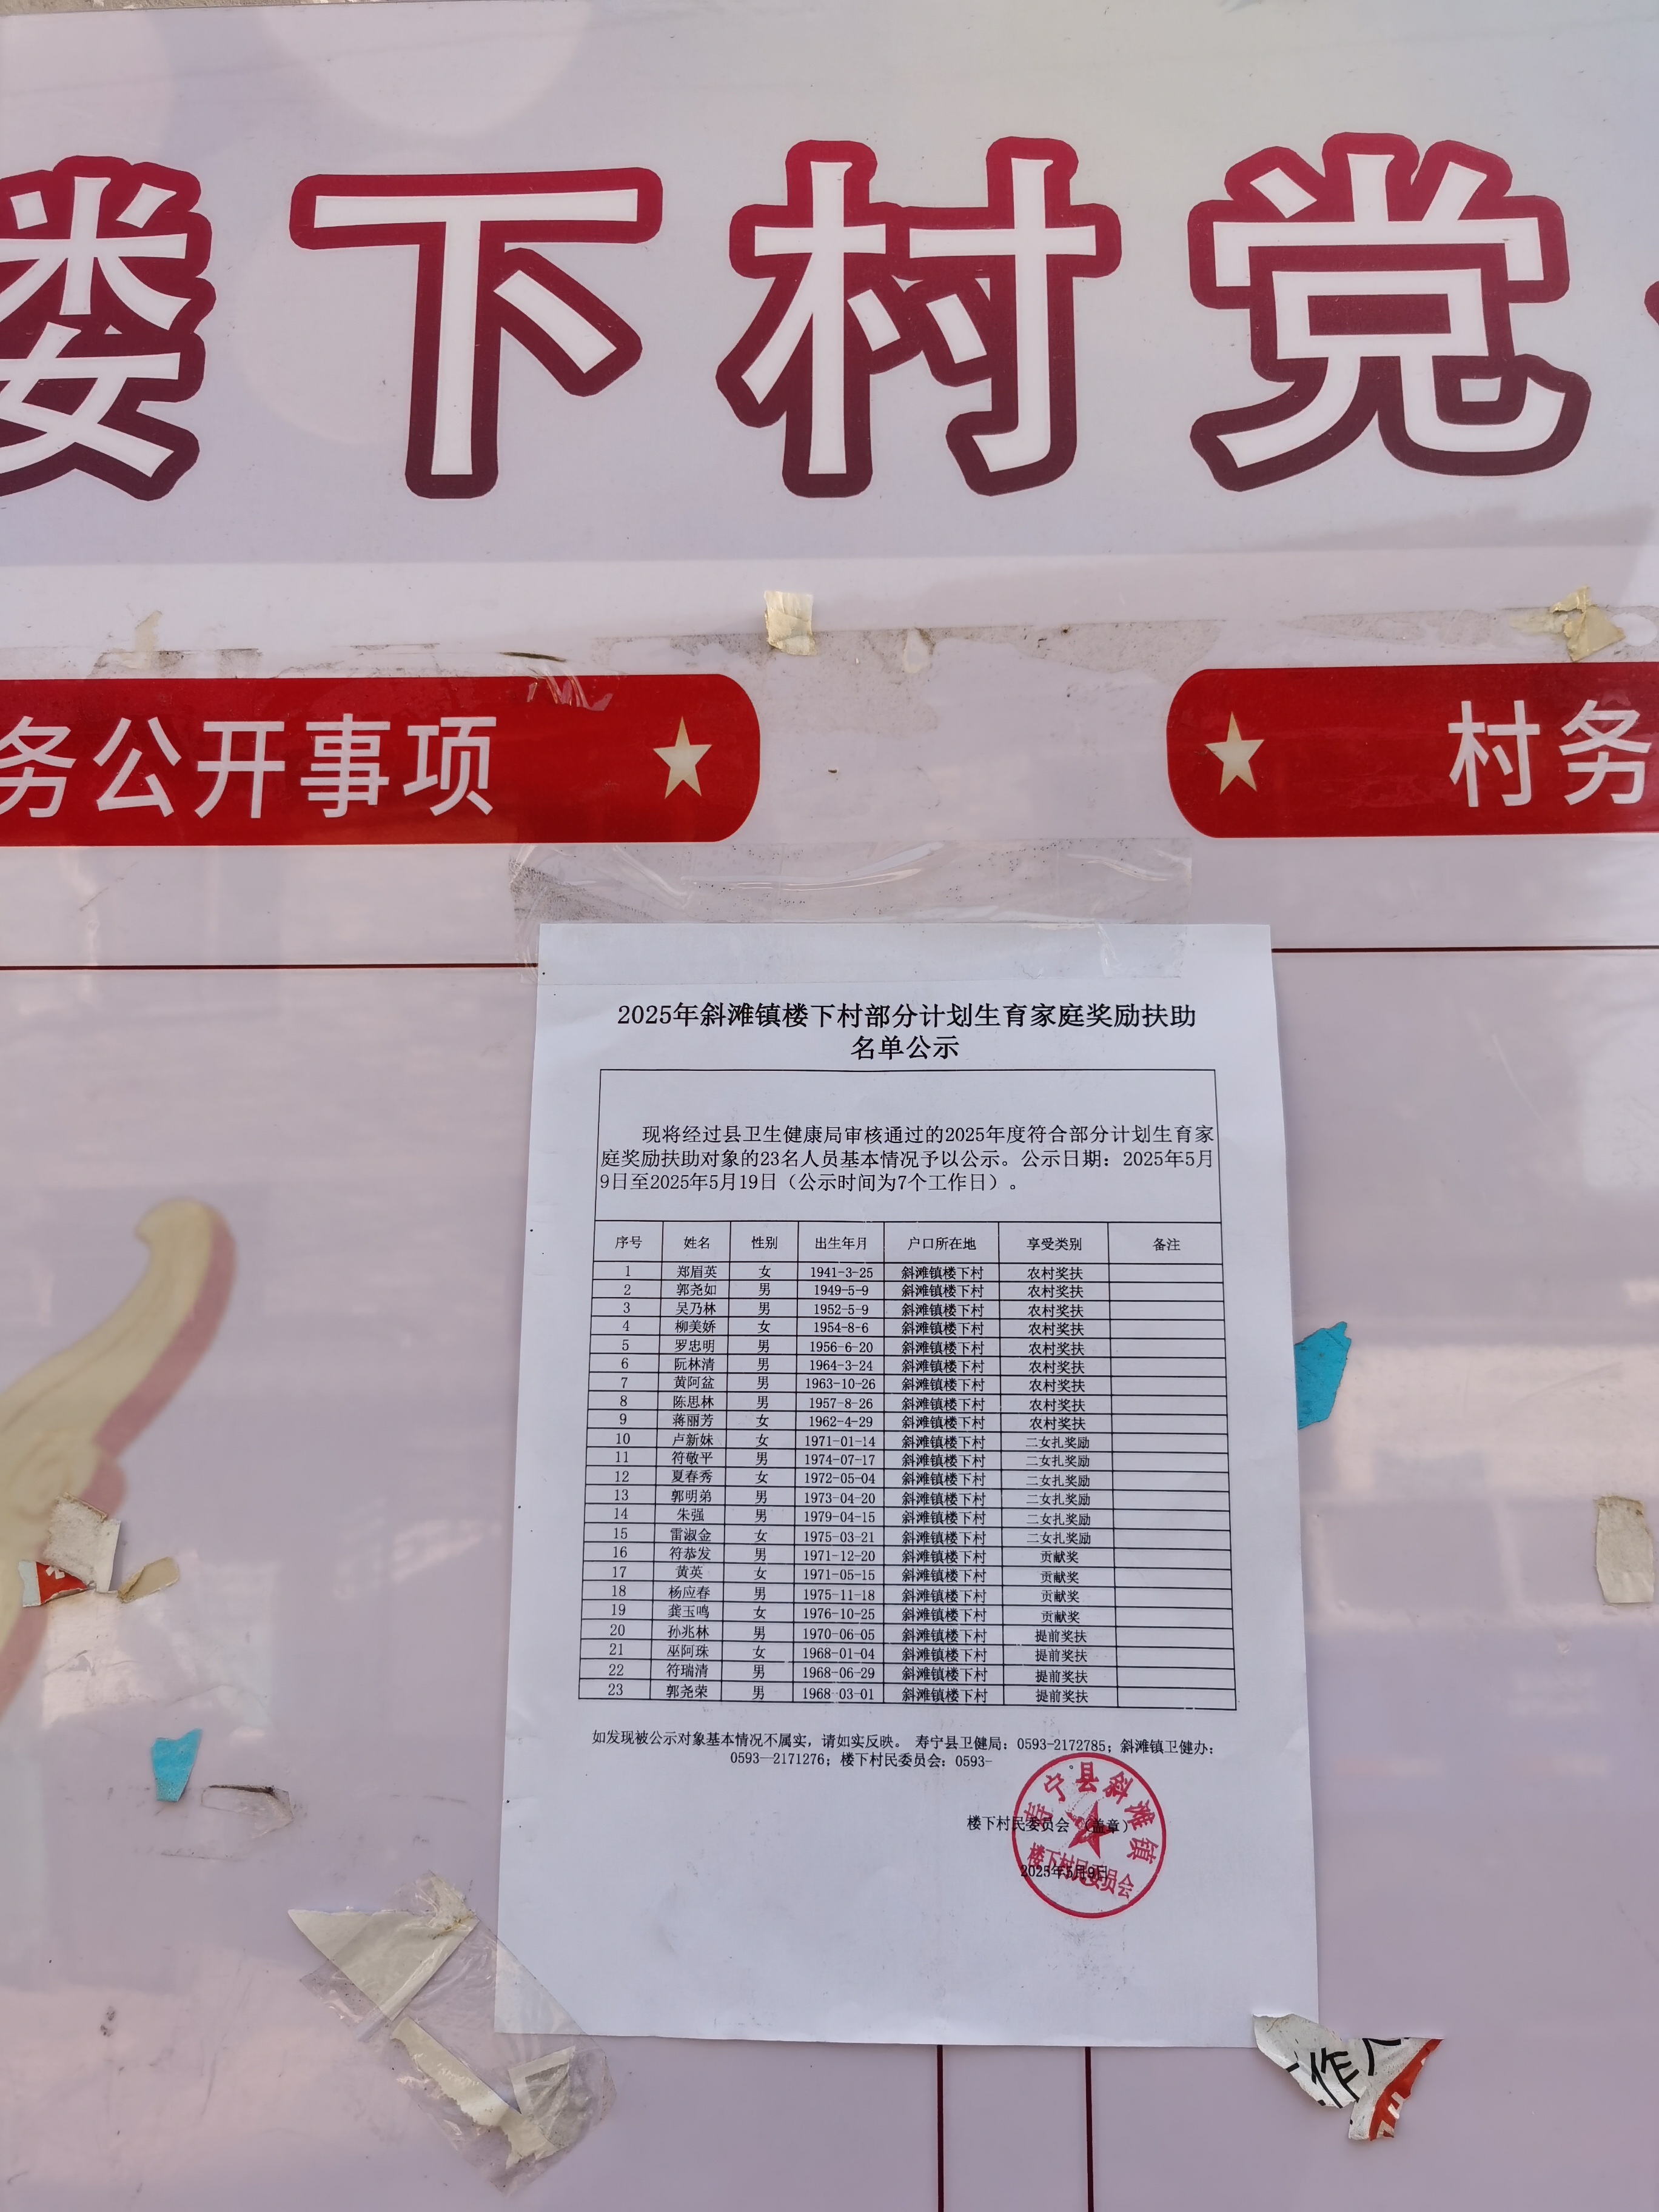 楼下村党
务公开事项
村务
2025年斜滩镇楼下村部分计划生育家庭奖励扶助
名单公示
现将经过县卫生健康局审核通过的2025年度符合部分计划生育家
庭奖励扶助对象的23名人员基本情况予以公示。公示日期：2025年5月
9日至2025年5月19日（公示时间为7个工作日）。
序号 姓名 性别 出生年月 户口所在地 享受类别 备注
1 郑眉英 女 1941-3-25 斜滩镇楼下村 农村奖扶
2 郭尧如 男 1949-5-9 斜滩镇楼下村 农村奖扶
3 吴乃林 男 1952-5-9 斜滩镇楼下村 农村奖扶
4 柳美娇 女 1954-8-6 斜滩镇楼下村 农村奖扶
5 罗忠明 男 1956-6-20 斜滩镇楼下村 农村奖扶
6 阮林清 男 1964-3-24 斜滩镇楼下村 农村奖扶
7 黄阿盆 男 1963-10-26 斜滩镇楼下村 农村奖扶
8 陈思林 男 1957-8-26 斜滩镇楼下村 农村奖扶
9 蒋丽芳 女 1962-4-29 斜滩镇楼下村 农村奖扶
10 卢新妹 女 1971-01-14 斜滩镇楼下村 二女扎奖励
11 符敬平 男 1974-07-17 斜滩镇楼下村 二女扎奖励
12 夏春秀 女 1972-05-04 斜滩镇楼下村 二女扎奖励
13 郭明弟 男 1973-04-20 斜滩镇楼下村 二女扎奖励
14 朱强 男 1979-04-15 斜滩镇楼下村 二女扎奖励
15 雷淑金 女 1975-03-21 斜滩镇楼下村 二女扎奖励
16 符恭发 男 1971-12-20 斜滩镇楼下村 贡献奖
17 黄英 女 1971-05-15 斜滩镇楼下村 贡献奖
18 杨应春 男 1975-11-18 斜滩镇楼下村 贡献奖
19 龚玉鸣 女 1976-10-25 斜滩镇楼下村 贡献奖
20 孙兆林 男 1970-06-05 斜滩镇楼下村 提前奖扶
21 巫阿珠 女 1968-01-04 斜滩镇楼下村 提前奖扶
22 符瑞清 男 1968-06-29 斜滩镇楼下村 提前奖扶
23 郭尧荣 男 1968-03-01 斜滩镇楼下村 提前奖扶
如发现被公示对象基本情况不属实，请如实反映。 寿宁县卫健局：0593-2172785；斜滩镇卫健办：
0593—2171276；楼下村民委员会：0593-
楼下村民委员会 （盖章）
2025年5月9日
寿宁县斜滩镇
楼下村民委员会
作人